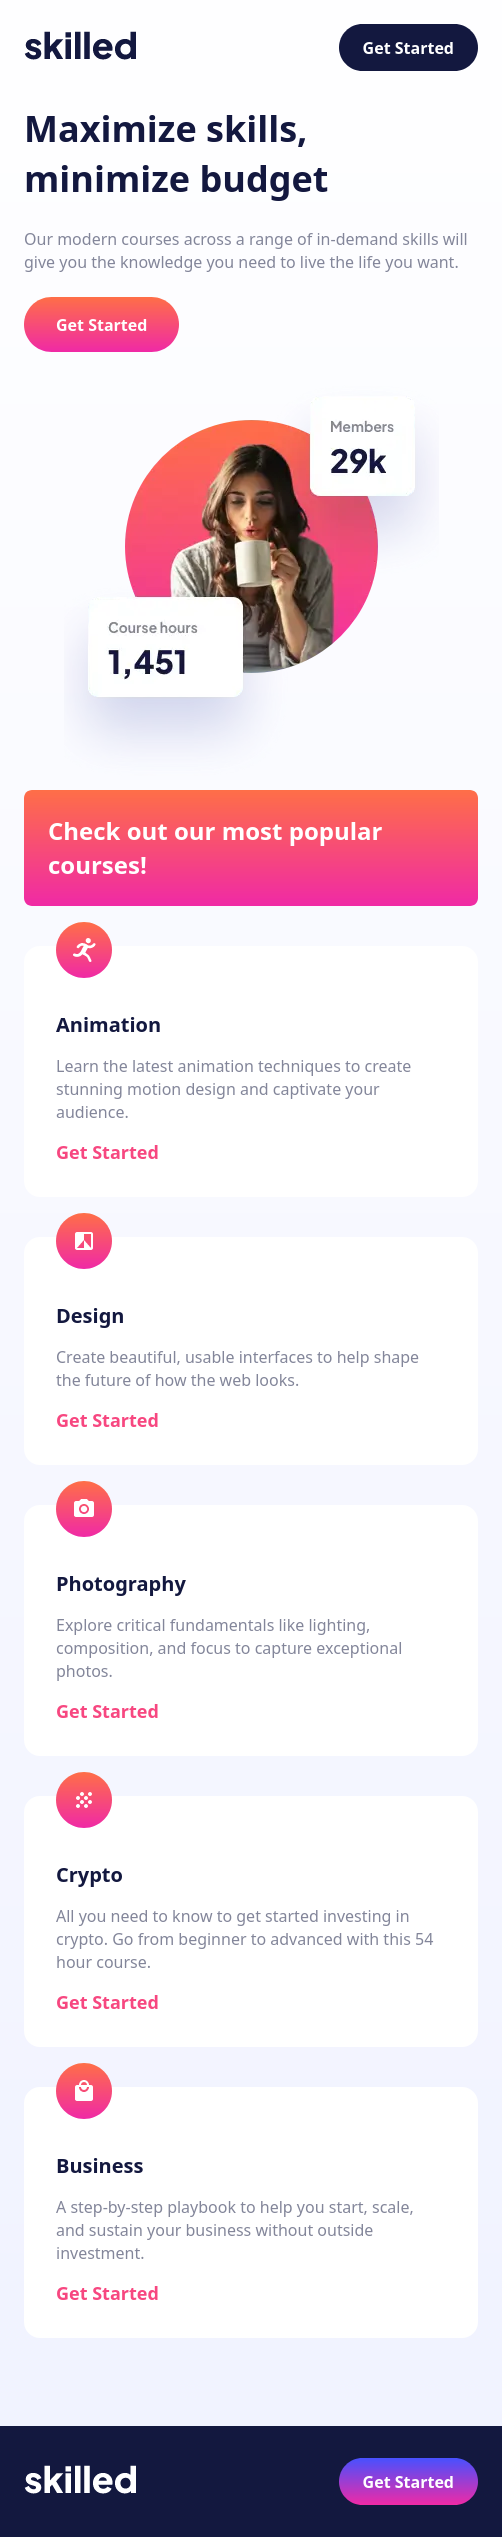 skilled
Get Started
Maximize skills,
minimize budget
Our modern courses across a range of in-demand skills will
give you the knowledge you need to live the life you want.
Get Started
Members
29k
Course hours
1,451
Check out our most popular
courses!
Animation
Learn the latest animation techniques to create
stunning motion design and captivate your
audience.
Get Started
Design
Create beautiful, usable interfaces to help shape
the future of how the web looks.
Get Started
Photography
Explore critical fundamentals like lighting,
composition, and focus to capture exceptional
photos.
Get Started
Crypto
All you need to know to get started investing in
crypto. Go from beginner to advanced with this 54
hour course.
Get Started
Business
A step-by-step playbook to help you start, scale,
and sustain your business without outside
investment.
Get Started
skilled
Get Started